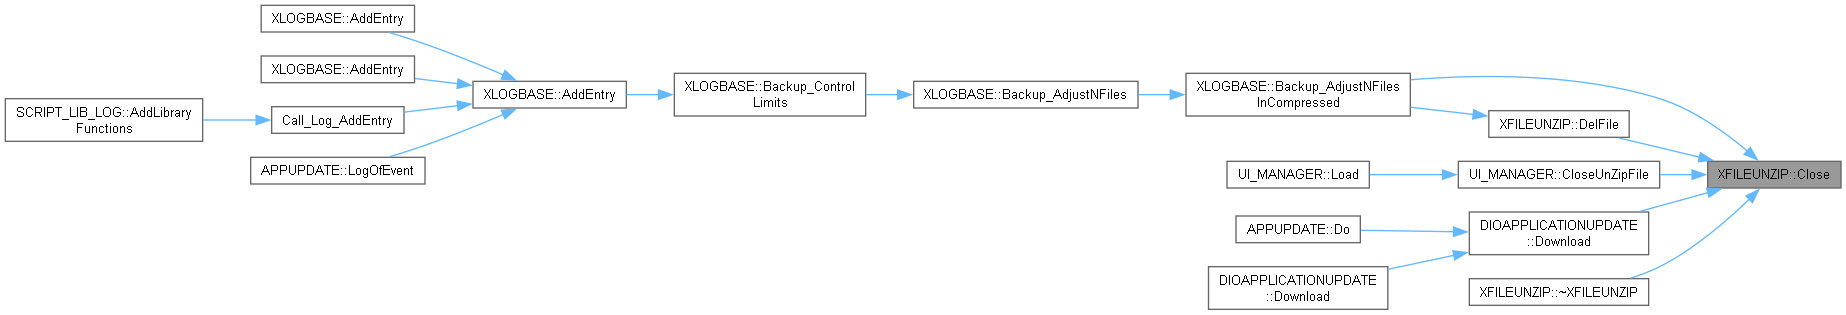 XLOGBASE::AddEntry
XLOGBASE::AddEntry
SCRIPT_LIB_LOG::AddLibrary
Functions
Call_Log_AddEntry
APPUPDATE::LogOfEvent
XLOGBASE::AddEntry
XLOGBASE::Backup_Control
Limits
XLOGBASE::Backup_AdjustNFiles
XLOGBASE::Backup_AdjustNFiles
InCompressed
XFILEUNZIP::DelFile
UI_MANAGER::Load
UI_MANAGER::CloseUnZipFile
XFILEUNZIP::Close
APPUPDATE::Do
DIOAPPLICATIONUPDATE
::Download
DIOAPPLICATIONUPDATE
::Download
XFILEUNZIP::~XFILEUNZIP